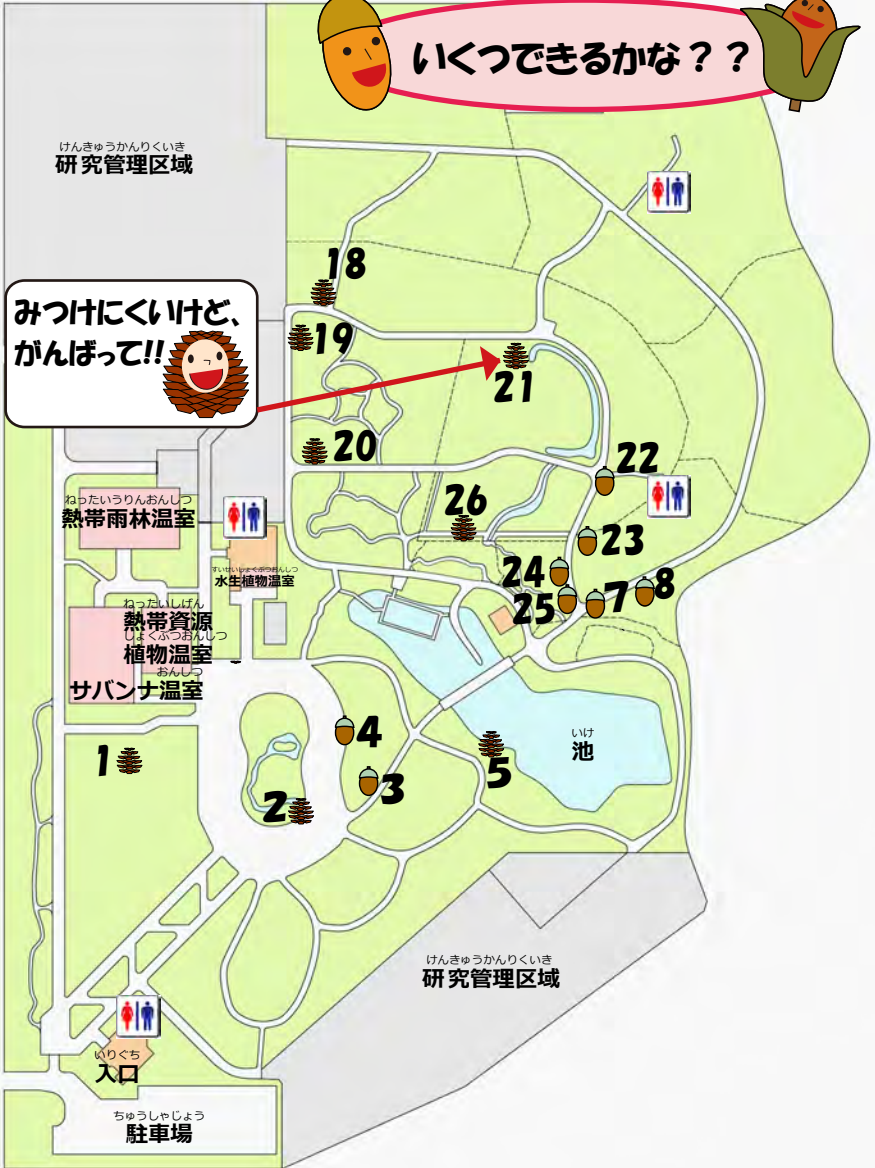 いくつできるかな？？
けんきゅうかんりくいき
研究管理区域
18
みつけにくいけど、
がんばって!!
19
21
20
22
26
ねったいうりんおんしつ
熱帯雨林温室
23
すいせいしょくぶつおんしつ
水生植物温室
24
25
7
8
ねったいしげん
熱帯資源
しょくぶつおんしつ
植物温室
おんしつ
サバンナ温室
4
いけ
池
1
5
3
2
けんきゅうかんりくいき
研究管理区域
いりぐち
入口
ちゅうしゃじょう
駐車場